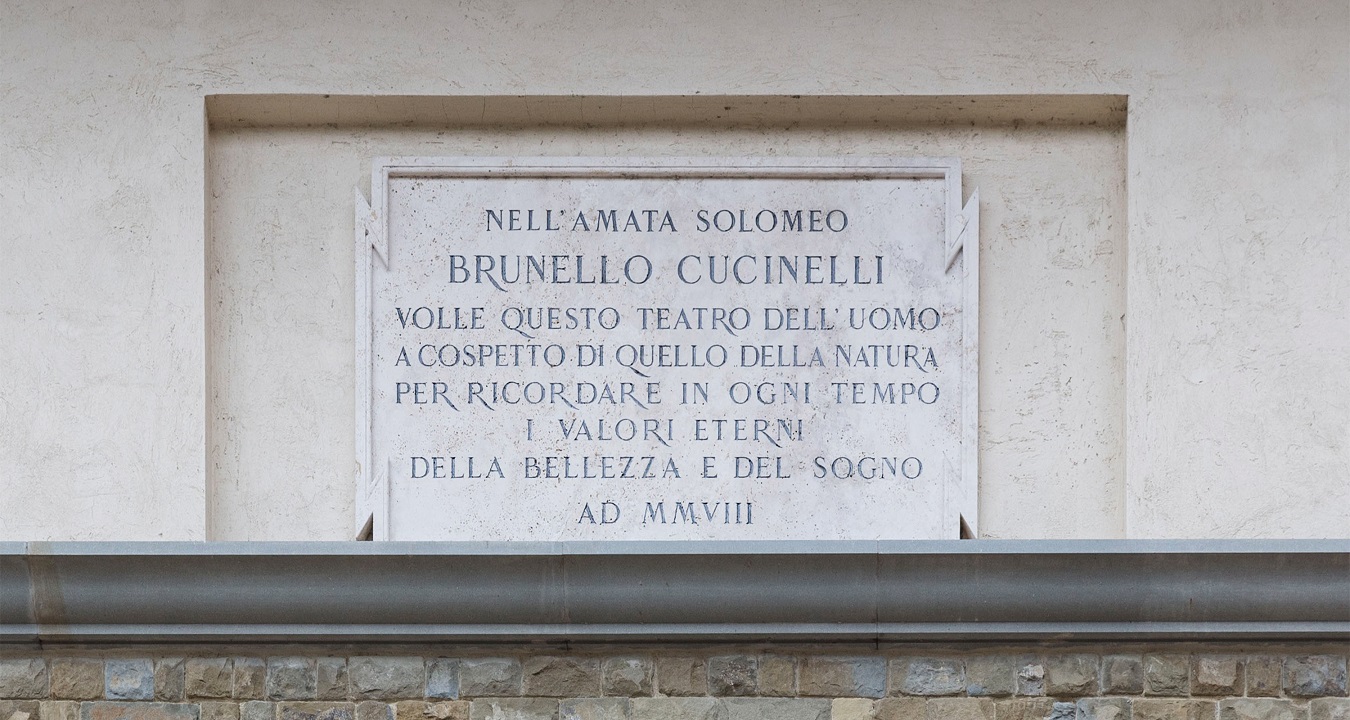 NELL'AMATA SOLOMEO
BRUNELLO CUCINELLI
VOLLE QUESTO TEATRO DELL'UOMO
A COSPETTO DI QUELLO DELLA NATURA
PER RICORDARE IN OGNI TEMPO
I VALORI ETERNI
DELLA BELLEZZA E DEL SOGNO
AD MMVIII